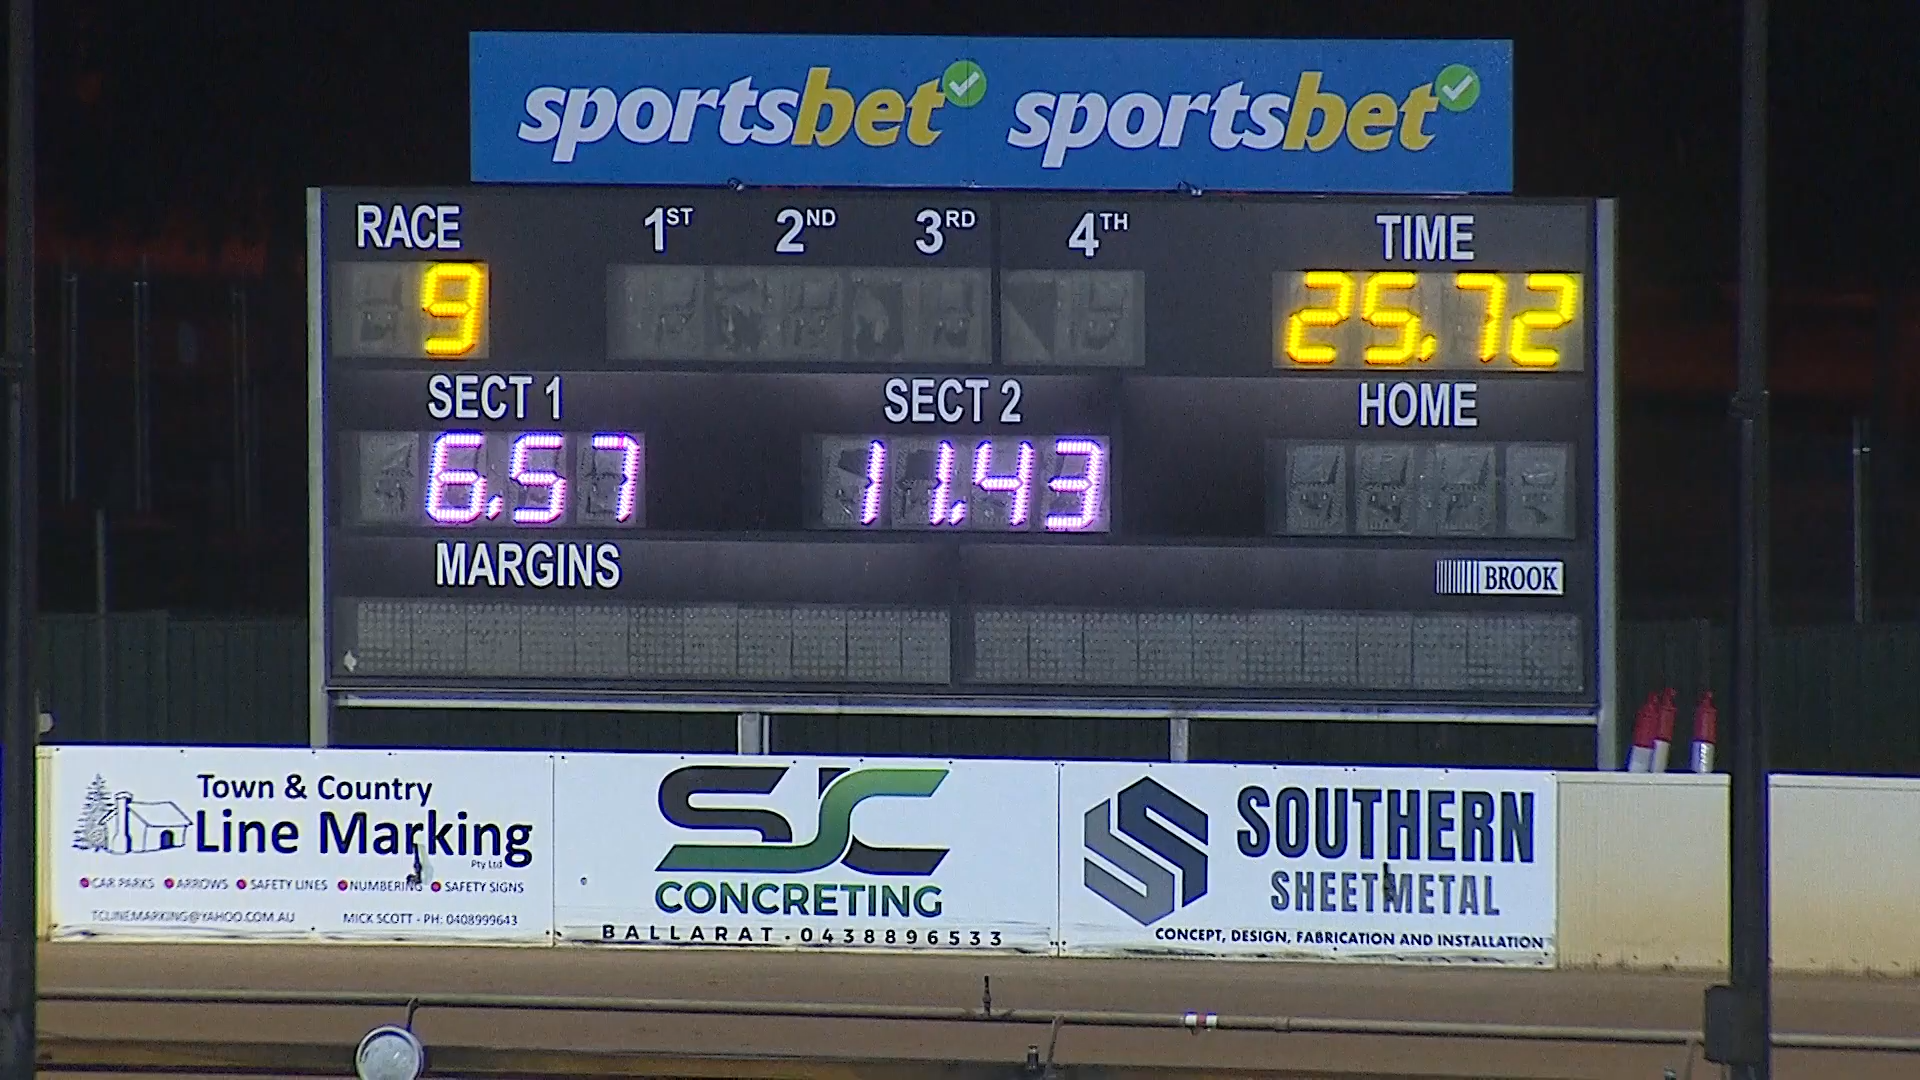 sportsbet sportsbet
RACE 1ST 2ND 3RD 4TH TIME
9 25.72
SECT 1 SECT 2 HOME
6.57 11.43
MARGINS
BROOK
Town & Country
Line Marking
Pty Ltd
CAR PARKS ARROWS SAFETY LINES NUMBERING SAFETY SIGNS
TCLINEMARKING@YAHOO.COM.AU MICK SCOTT - PH: 0408999643
SJC
CONCRETING
BALLARAT.0438896533
SOUTHERN
SHEETMETAL
CONCEPT, DESIGN, FABRICATION AND INSTALLATION